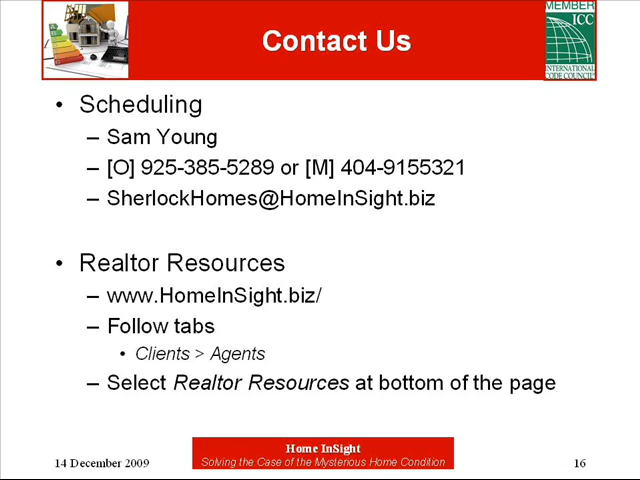 Contact Us
MEMBER
ICC
INTERNATIONAL
CODE COUNCIL
• Scheduling
– Sam Young
– [O] 925-385-5289 or [M] 404-9155321
– SherlockHomes@HomeInSight.biz
• Realtor Resources
– www.HomeInSight.biz/
– Follow tabs
• Clients > Agents
– Select Realtor Resources at bottom of the page
Home InSight
Solving the Case of the Mysterious Home Condition
14 December 2009
16